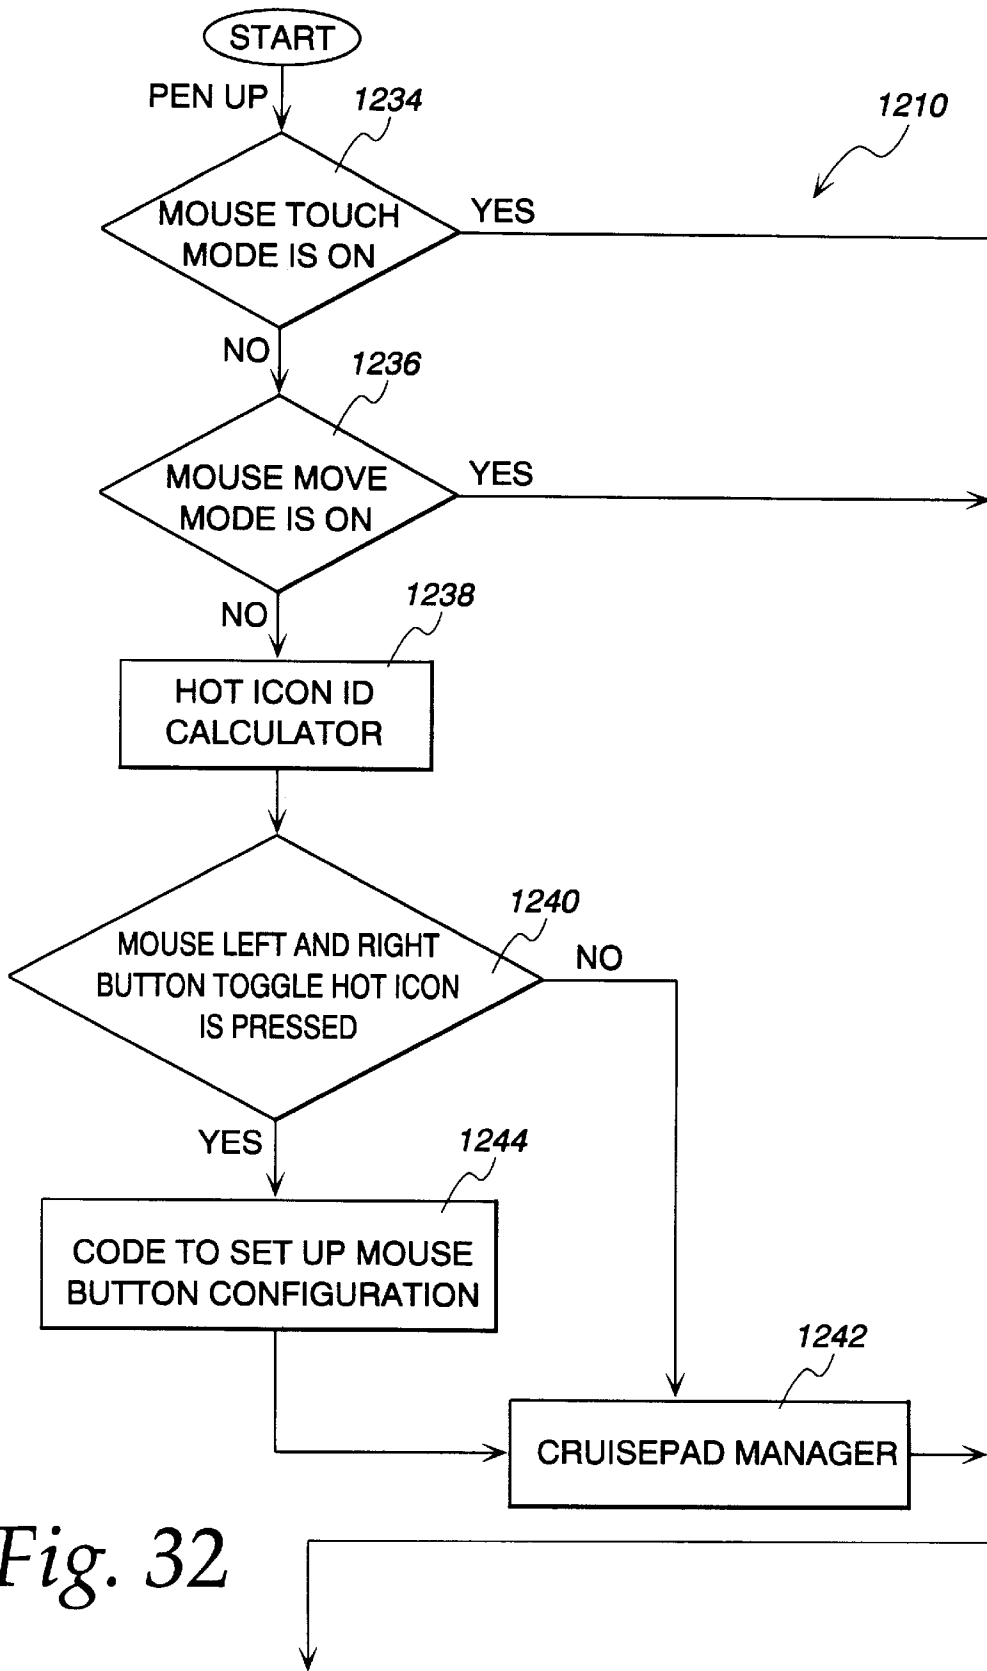 START
PEN UP
1234
1210
MOUSE TOUCH
MODE IS ON
YES
NO
1236
MOUSE MOVE
MODE IS ON
YES
NO
1238
HOT ICON ID
CALCULATOR
1240
MOUSE LEFT AND RIGHT
BUTTON TOGGLE HOT ICON
IS PRESSED
NO
YES
1244
CODE TO SET UP MOUSE
BUTTON CONFIGURATION
1242
CRUISEPAD MANAGER
Fig. 32